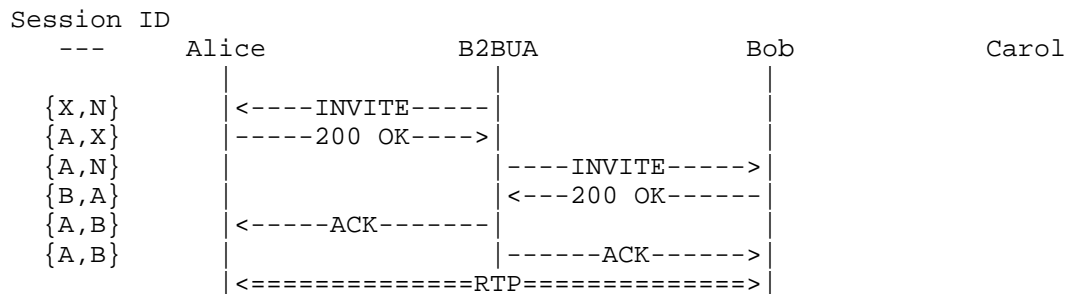 Session ID
   ---      Alice            B2BUA             Bob            Carol
              |                |                |
  {X,N}       |<----INVITE-----|                |
  {A,X}       |-----200 OK---->|                |
  {A,N}       |                |----INVITE----->|
  {B,A}       |                |<---200 OK------|
  {A,B}       |<-----ACK-------|                |
  {A,B}       |                |------ACK------>|
              |<==============RTP==============>|